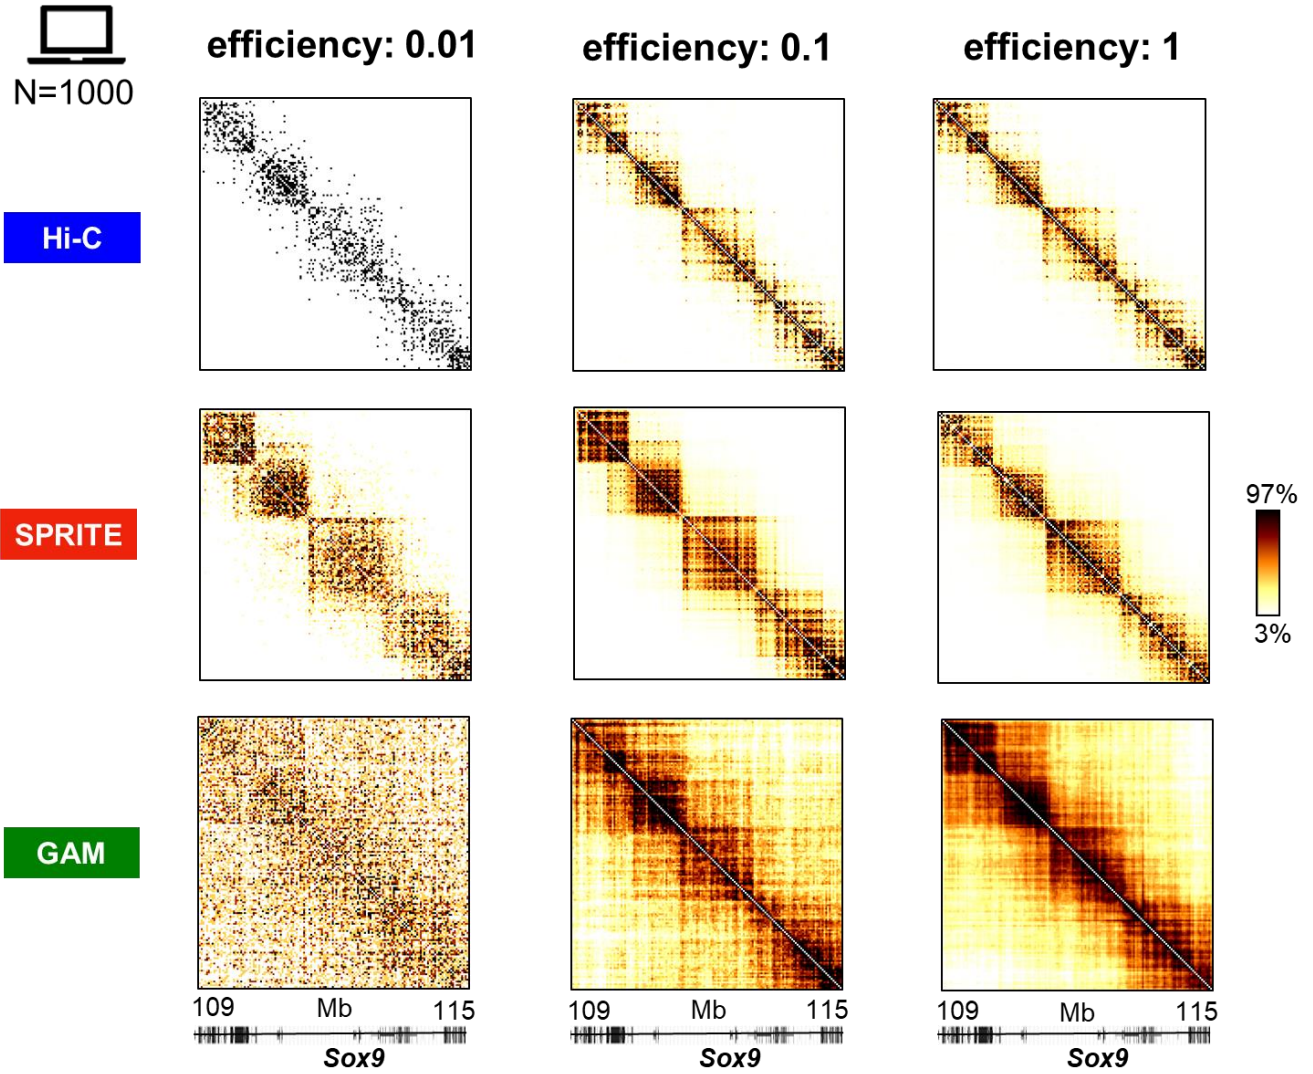 efficiency: 0.01 efficiency: 0.1 efficiency: 1
N=1000
Hi-C
SPRITE
97%
3%
GAM
109 Mb 115 109 Mb 115 109 Mb 115
Sox9 Sox9 Sox9